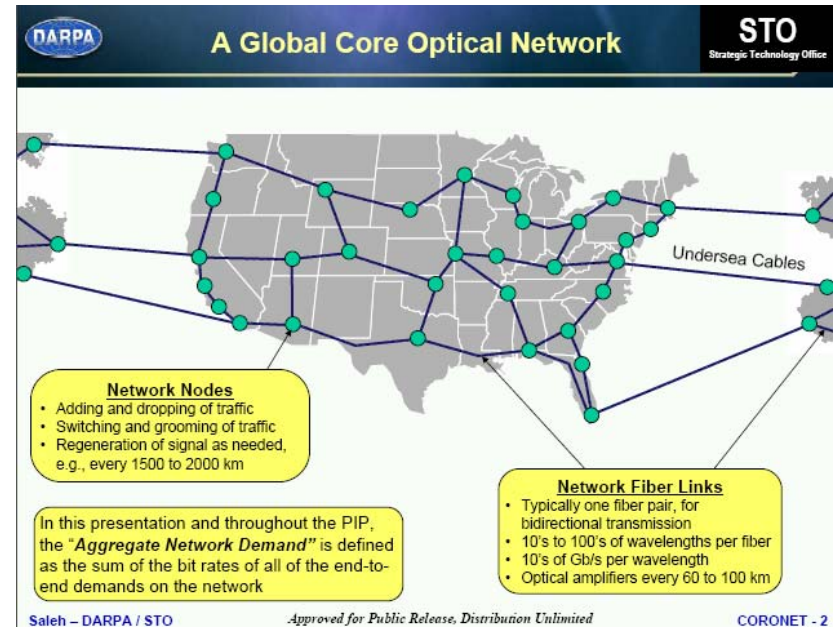 DARPA
A Global Core Optical Network
STO
Strategic Technology Office
Undersea Cables
Network Nodes
• Adding and dropping of traffic
• Switching and grooming of traffic
• Regeneration of signal as needed,
e.g., every 1500 to 2000 km
Network Fiber Links
• Typically one fiber pair, for
bidirectional transmission
• 10's to 100's of wavelengths per fiber
• 10's of Gb/s per wavelength
• Optical amplifiers every 60 to 100 km
In this presentation and throughout the PIP,
the “Aggregate Network Demand” is defined
as the sum of the bit rates of all of the end-to-
end demands on the network
Saleh – DARPA / STO
Approved for Public Release, Distribution Unlimited
CORONET - 2